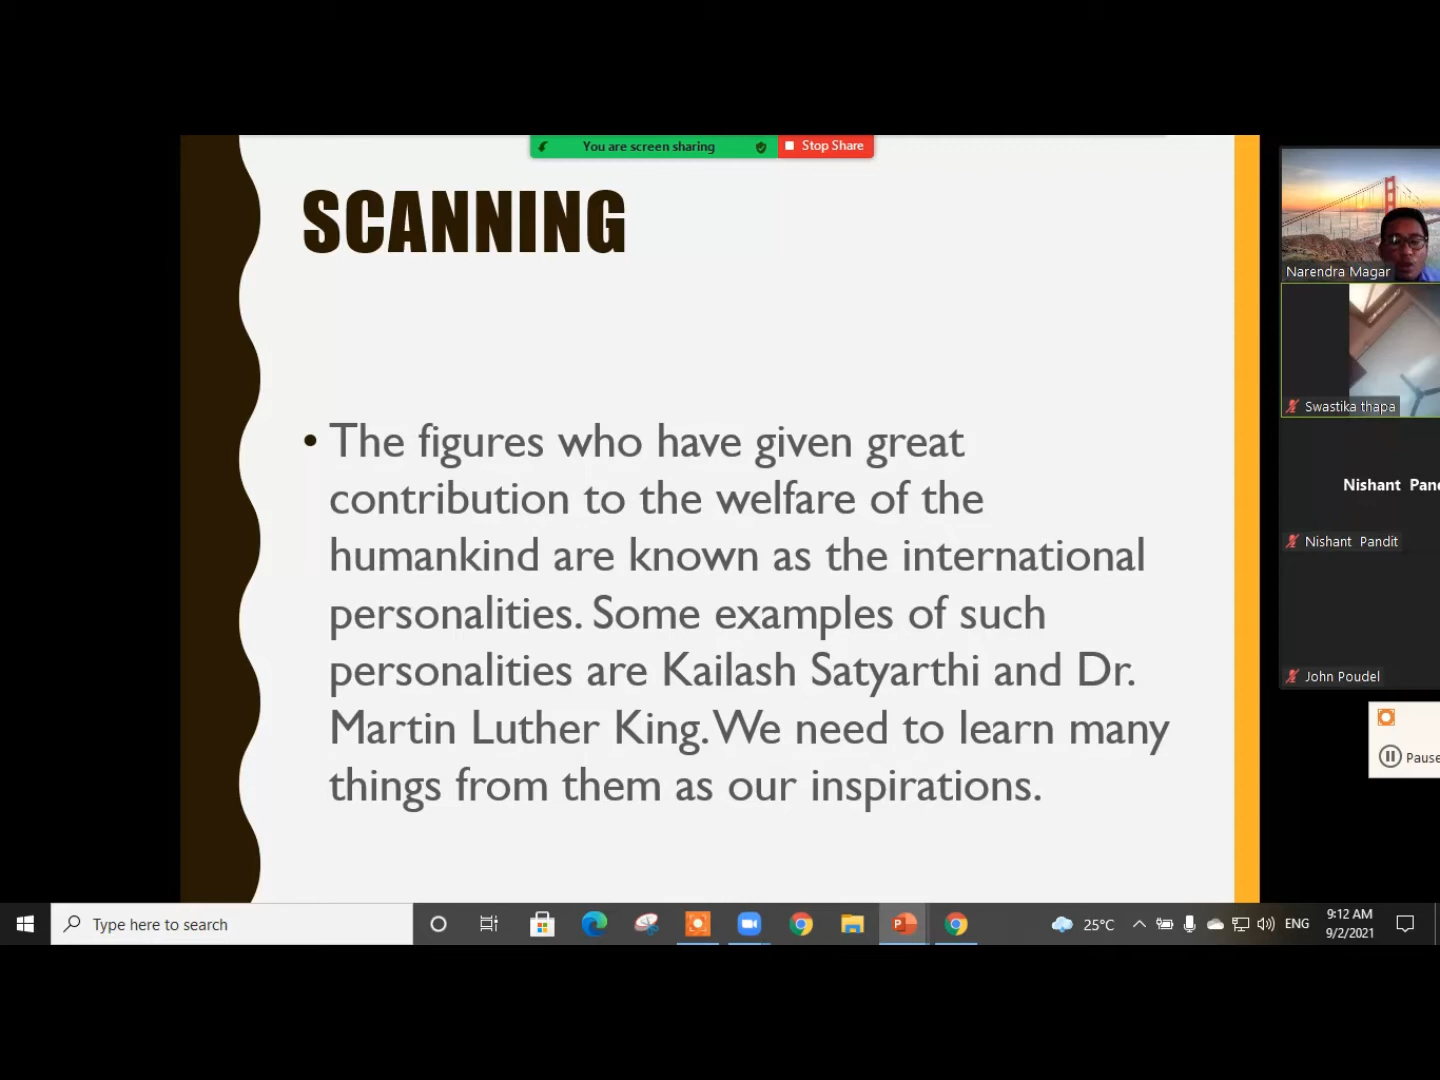 You are screen sharing
Stop Share
SCANNING
• The figures who have given great
contribution to the welfare of the
humankind are known as the international
personalities. Some examples of such
personalities are Kailash Satyarthi and Dr.
Martin Luther King. We need to learn many
things from them as our inspirations.
Narendra Magar
Swastika thapa
Nishant Pan
Nishant Pandit
John Poudel
Pause
Type here to search
25°C
ENG
9:12 AM
9/2/2021